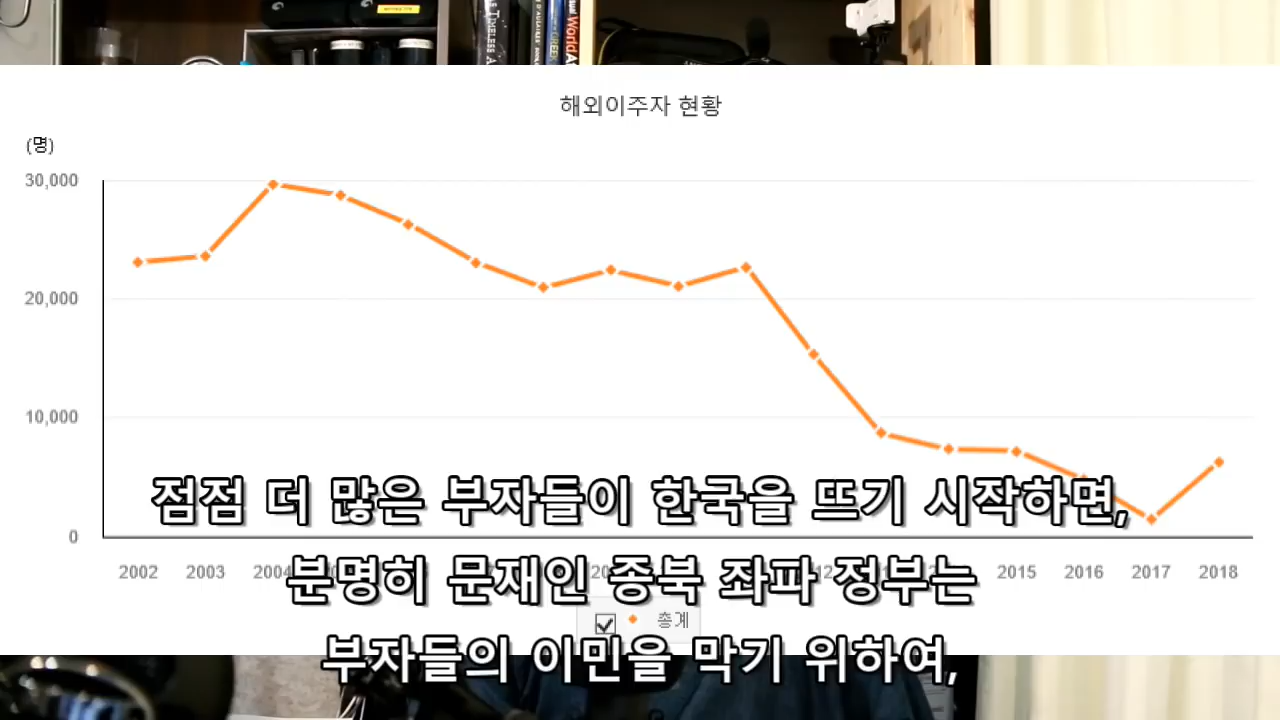 TIMELESS
World
해외이주자 현황
(명)
30,000
20,000
10,000
0
점점 더 많은 부자들이 한국을 뜨기 시작하면,
2002 2003 2004 2015 2016 2017 2018
분명히 문재인 종북 좌파 정부는
총계
부자들의 이민을 막기 위하여,